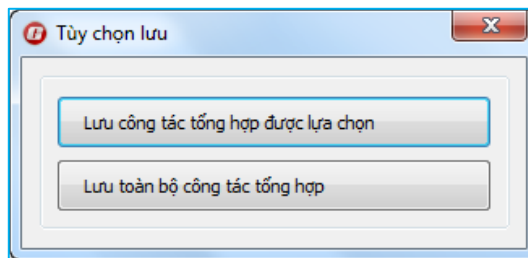 Tùy chọn lưu
Lưu công tác tổng hợp được lựa chọn
Lưu toàn bộ công tác tổng hợp